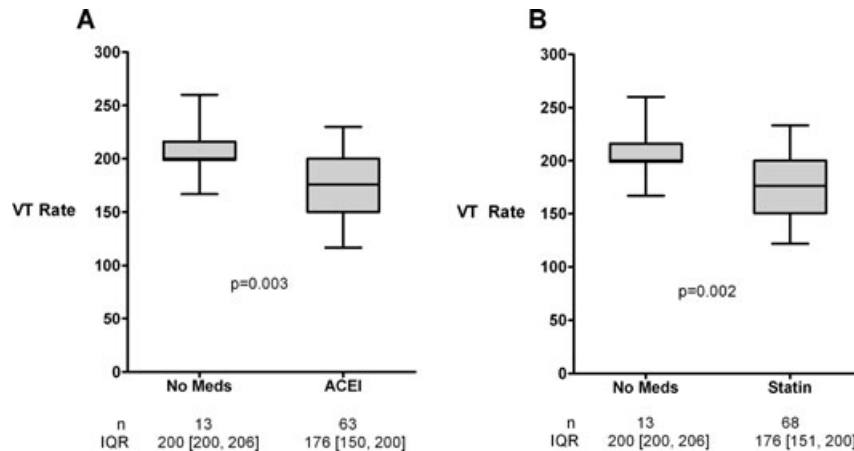 A
300
250
200
VT Rate
150
100
p=0.003
50
0
No Meds ACEI
n 13 63
IQR 200 [200, 206] 176 [150, 200]
B
300
250
200
VT Rate
150
100
p=0.002
50
0
No Meds Statin
n 13 68
IQR 200 [200, 206] 176 [151, 200]